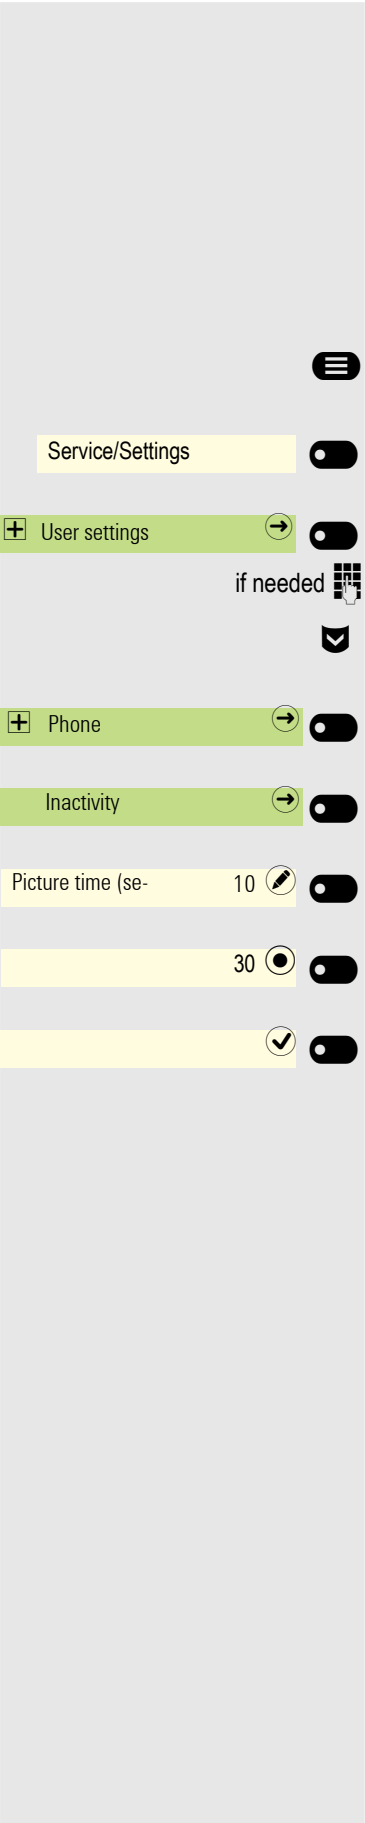 Service/Settings
User settings
if needed
Phone
Inactivity
Picture time (se- 10
30